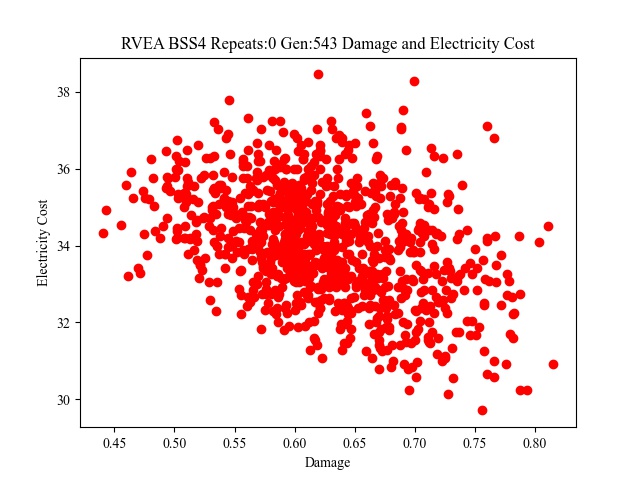 RVEA BSS4 Repeats:0 Gen:543 Damage and Electricity Cost
38
36
34
32
30
Electricity Cost
0.45 0.50 0.55 0.60 0.65 0.70 0.75 0.80
Damage